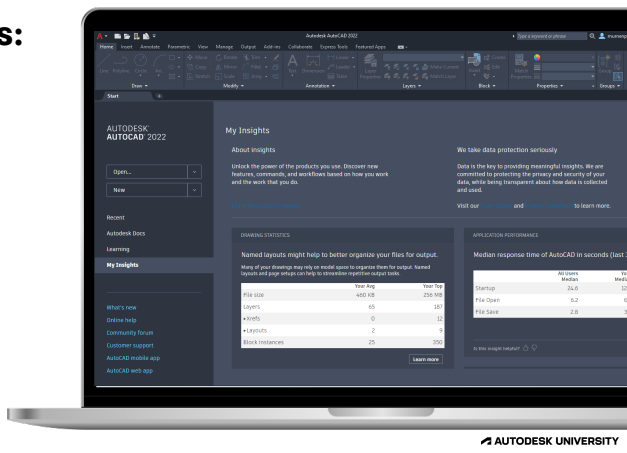 s:
Autodesk AutoCAD 2022
Type a keyword or phrase
Home Insert Annotate Parametric View Manage Output Add-ins Collaborate Express Tools Featured Apps
Draw Modify Annotation Layers Block Properties Groups
Start
AUTODESK
AUTOCAD 2022
Open...
New
Recent
Autodesk Docs
Learning
My Insights
What's new
Online help
Community forum
Customer support
AutoCAD mobile app
AutoCAD web app
My Insights
About insights
Unlock the power of the products you use. Discover new
features, commands, and workflows based on how you work
and the work that you do.
We take data protection seriously
Data is the key to providing meaningful insights. We are
committed to protecting the privacy and security of your
data, while being transparent about how data is collected
and used.
Visit our and to learn more.
DRAWING STATISTICS
Named layouts might help to better organize your files for output.
Many of your drawings may rely on model space to organize them for output. Named
layouts and page setups can help to streamline repetitive output tasks.
Your Avg Your Top
File size 460 KB 256 MB
Layers 65 187
• Xrefs 0 12
• Layouts 2 9
Block instances 25 350
Learn more
APPLICATION PERFORMANCE
Median response time of AutoCAD in seconds (last
All Users
Median
Startup 24.6 12
File Open 6.2 6
File Save 2.8 3
Is this insight helpful?
AUTODESK UNIVERSITY